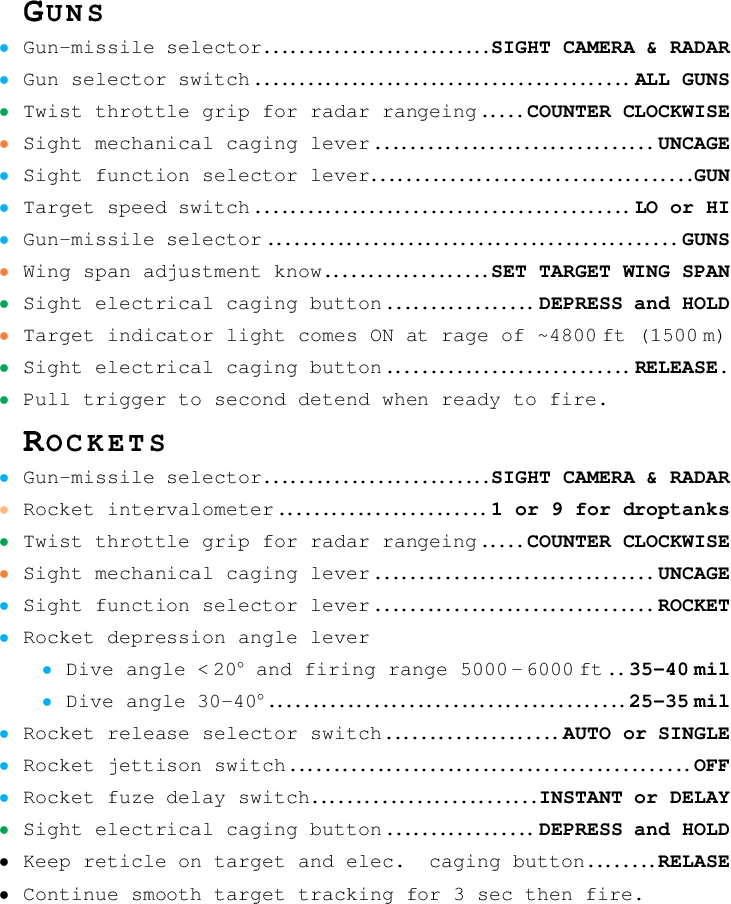 GUNS
• Gun-missile selector..........................SIGHT CAMERA & RADAR
• Gun selector switch........................................... ALL GUNS
• Twist throttle grip for radar rangeing.....COUNTER CLOCKWISE
• Sight mechanical caging lever................................ UNCAGE
• Sight function selector lever.....................................GUN
• Target speed switch........................................... LO or HI
• Gun-missile selector............................................... GUNS
• Wing span adjustment know...................SET TARGET WING SPAN
• Sight electrical caging button................. DEPRESS and HOLD
• Target indicator light comes ON at rage of ~4800 ft (1500 m)
• Sight electrical caging button............................ RELEASE.
• Pull trigger to second detend when ready to fire.
ROCKETS
• Gun-missile selector..........................SIGHT CAMERA & RADAR
• Rocket intervalometer........................ 1 or 9 for droptanks
• Twist throttle grip for radar rangeing.....COUNTER CLOCKWISE
• Sight mechanical caging lever................................ UNCAGE
• Sight function selector lever................................ ROCKET
• Rocket depression angle lever
• Dive angle <20° and firing range 5000-6000 ft.. 35-40 mil
• Dive angle 30-40°......................................... 25-35 mil
• Rocket release selector switch.................... AUTO or SINGLE
• Rocket jettison switch.............................................. OFF
• Rocket fuze delay switch..........................INSTANT or DELAY
• Sight electrical caging button................. DEPRESS and HOLD
• Keep reticle on target and elec. caging button........RELASE
• Continue smooth target tracking for 3 sec then fire.